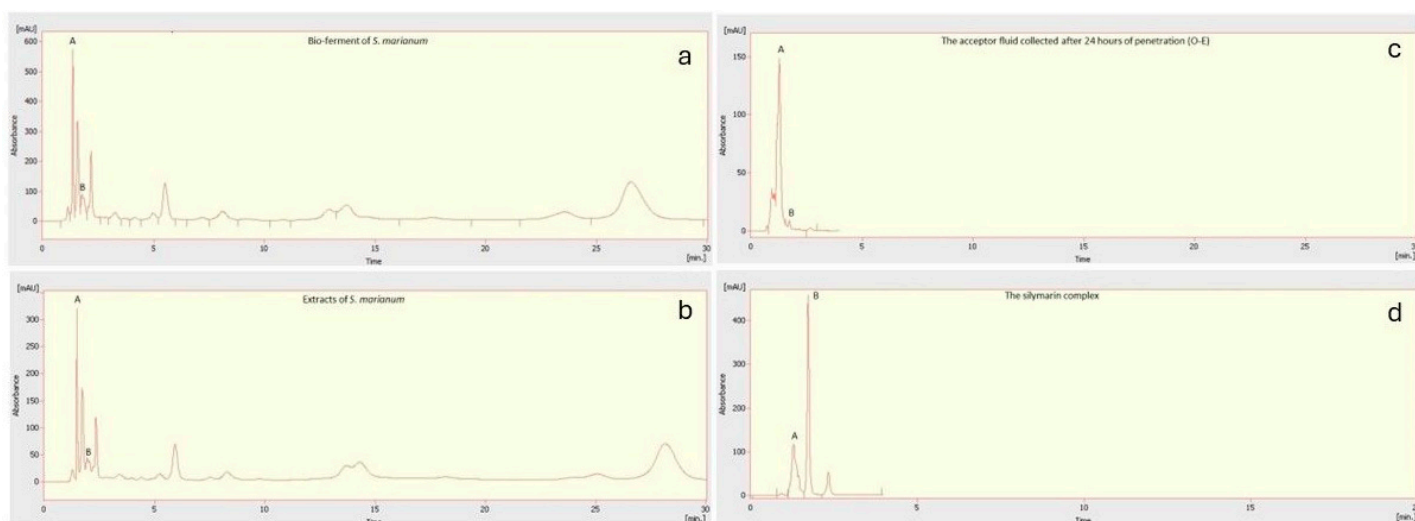 [mAU]
Bio-ferment of S. marianum
a
A
B
600
500
400
300
200
100
0
Absorbance
0 5 10 15 20 25 30
Time
[min.]
[mAU]
Extracts of S. marianum
b
A
B
300
250
200
150
100
50
0
Absorbance
0 5 10 15 20 25 30
Time
[min.]
[mAU]
The acceptor fluid collected after 24 hours of penetration (O-E)
c
A
B
150
100
50
0
Absorbance
0 5 10 15 20 25 30
Time
[min.]
[mAU]
The silymarin complex
d
B
A
400
300
200
100
0
Absorbance
0 5 10 15
Time
[min.]